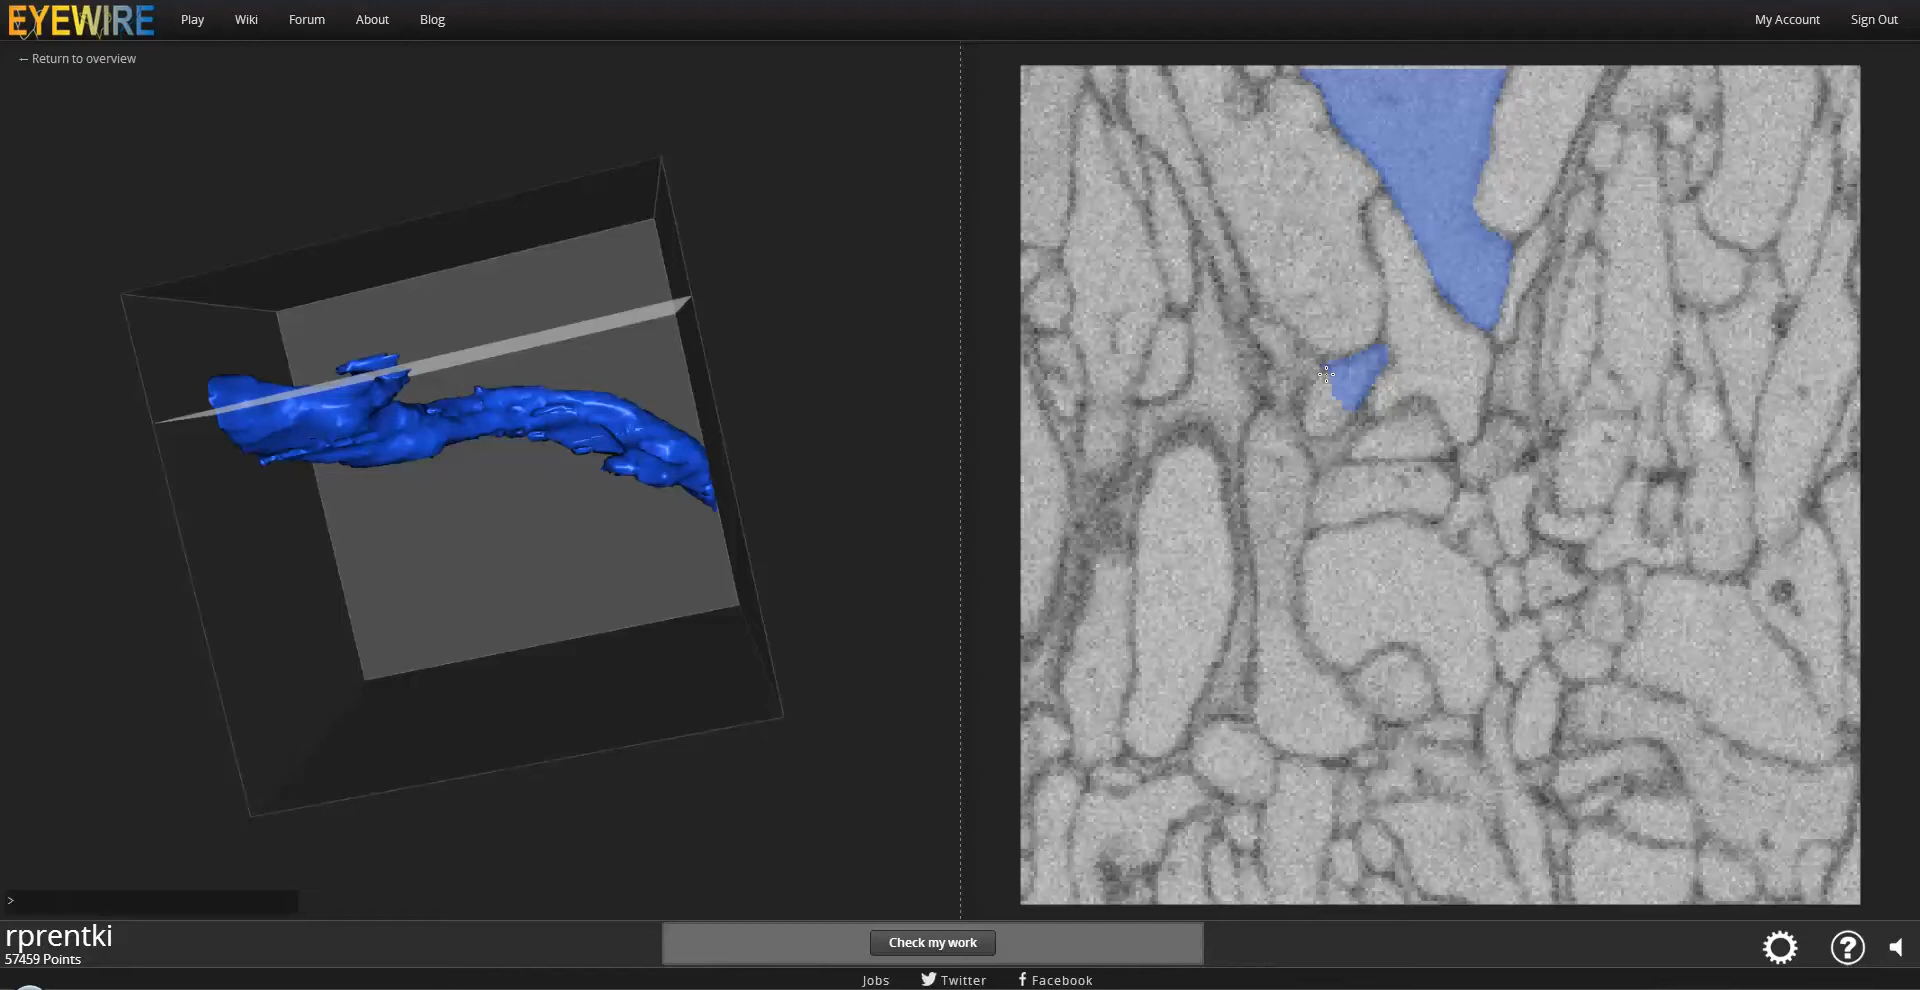 EYEWIRE Play Wiki Forum About Blog My Account Sign Out
← Return to overview
>
rprentki
57459 Points
Check my work
?
Jobs Twitter Facebook